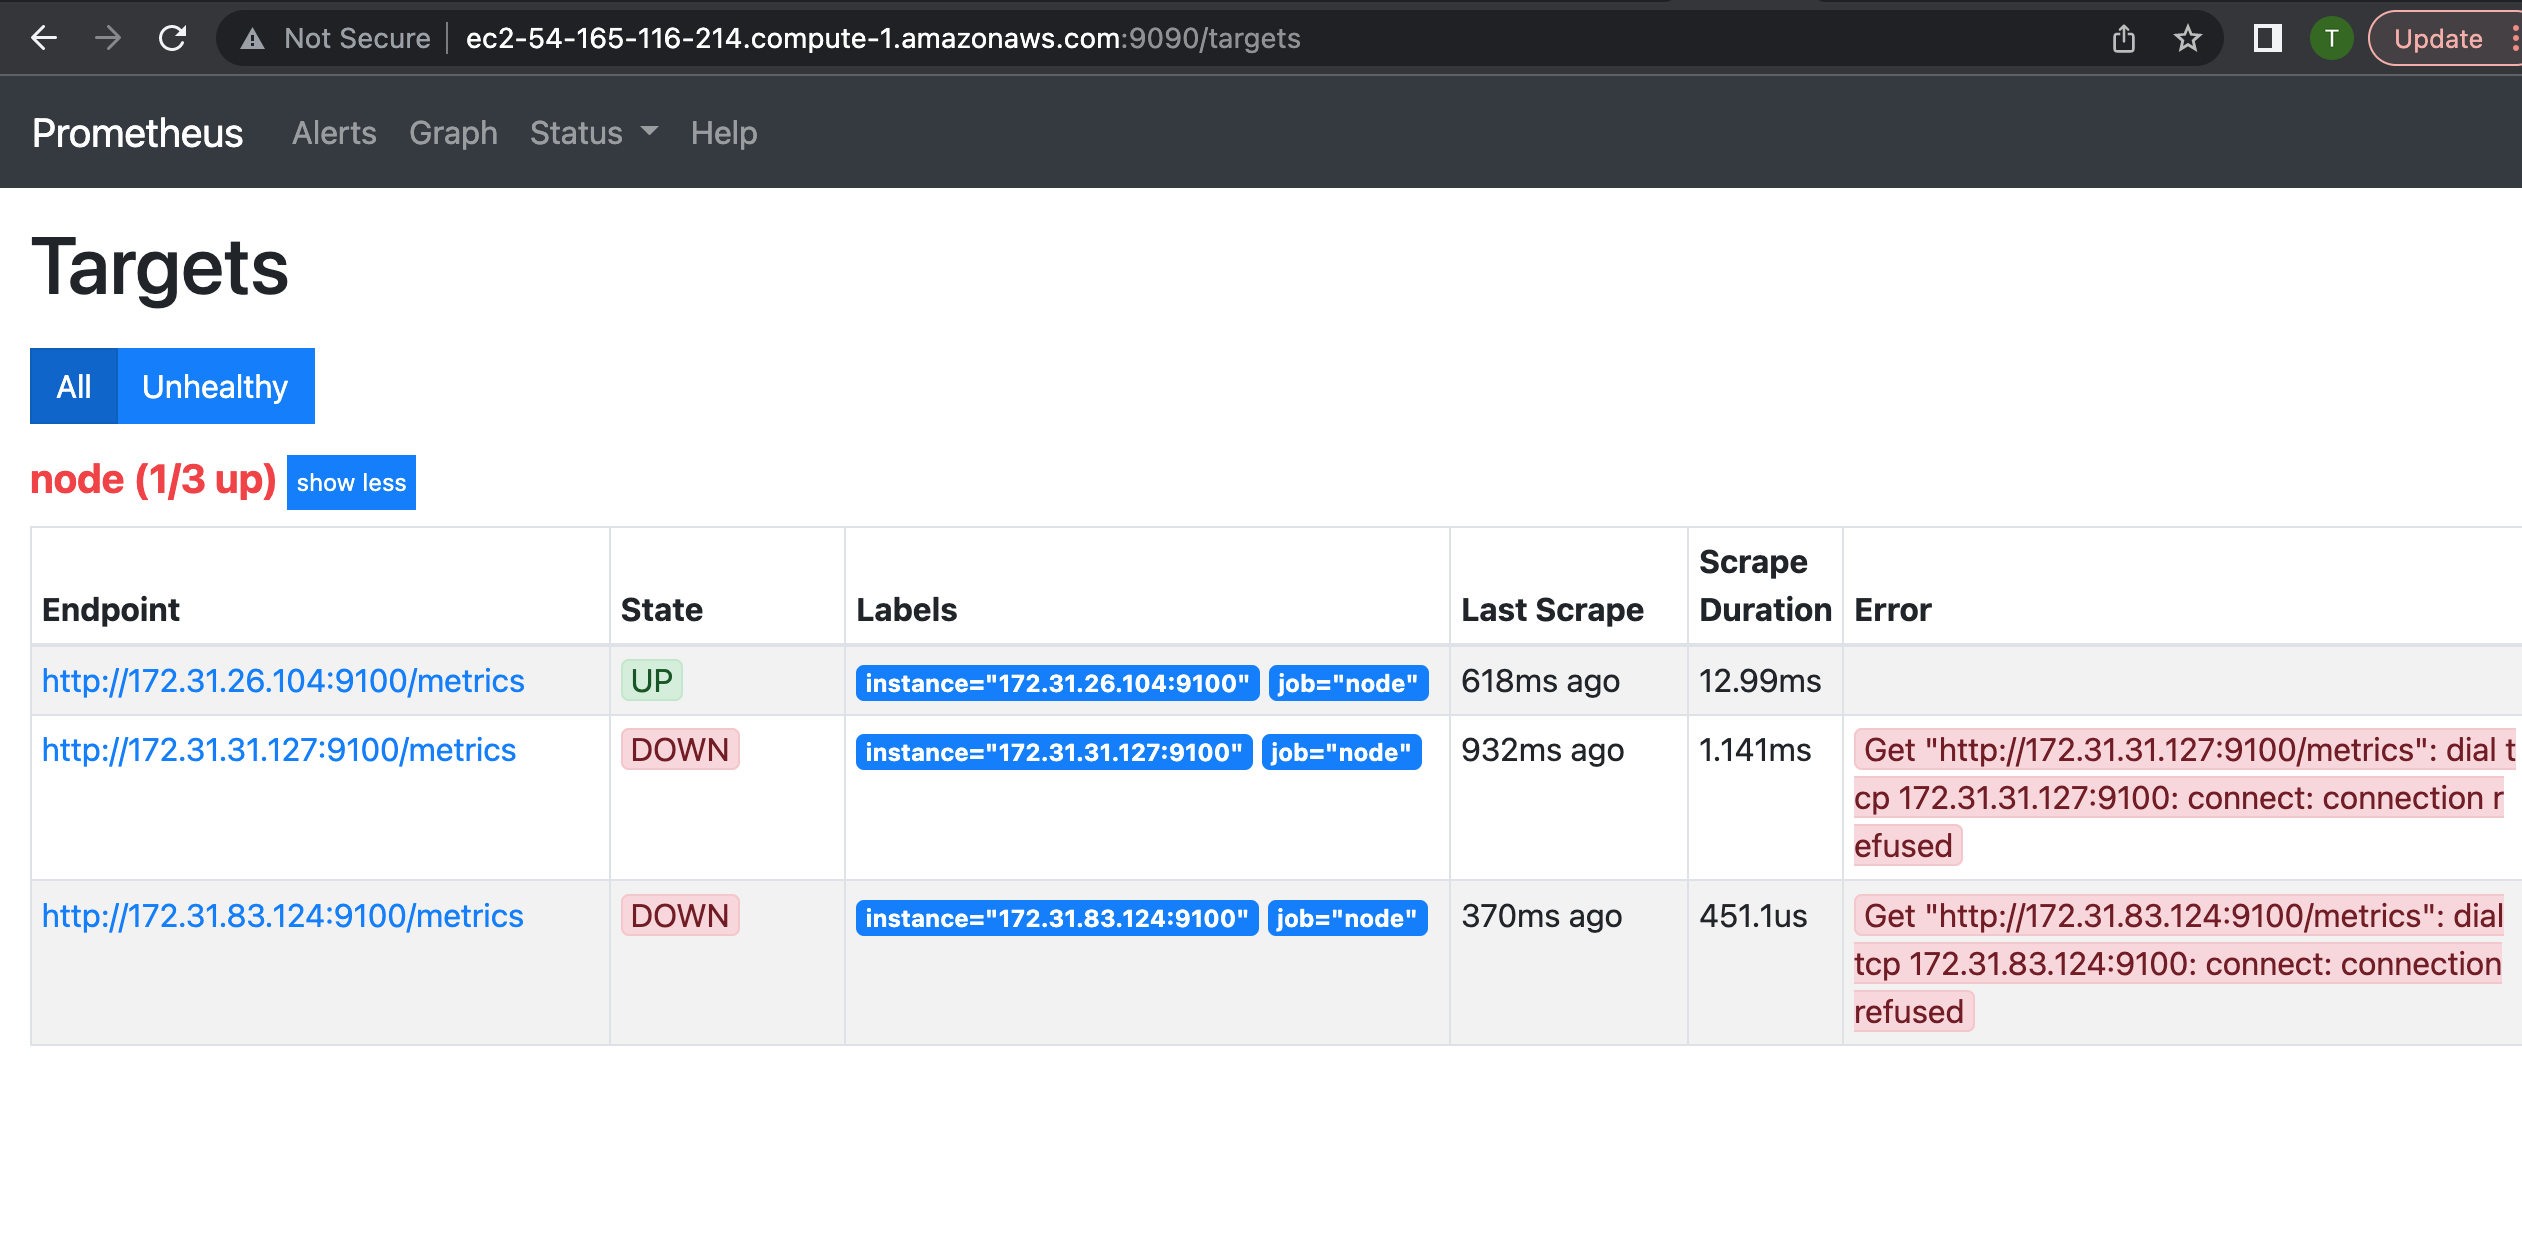 Not Secure ec2-54-165-116-214.compute-1.amazonaws.com:9090/targets T Update
Prometheus Alerts Graph Status Help
Targets
All Unhealthy
node (1/3 up) show less
Scrape
Endpoint State Labels Last Scrape Duration Error
http://172.31.26.104:9100/metrics UP instance="172.31.26.104:9100" job="node" 618ms ago 12.99ms
http://172.31.31.127:9100/metrics DOWN instance="172.31.31.127:9100" job="node" 932ms ago 1.141ms Get "http://172.31.31.127:9100/metrics": dial t
cp 172.31.31.127:9100: connect: connection r
efused
http://172.31.83.124:9100/metrics DOWN instance="172.31.83.124:9100" job="node" 370ms ago 451.1us Get "http://172.31.83.124:9100/metrics": dial
tcp 172.31.83.124:9100: connect: connection
refused